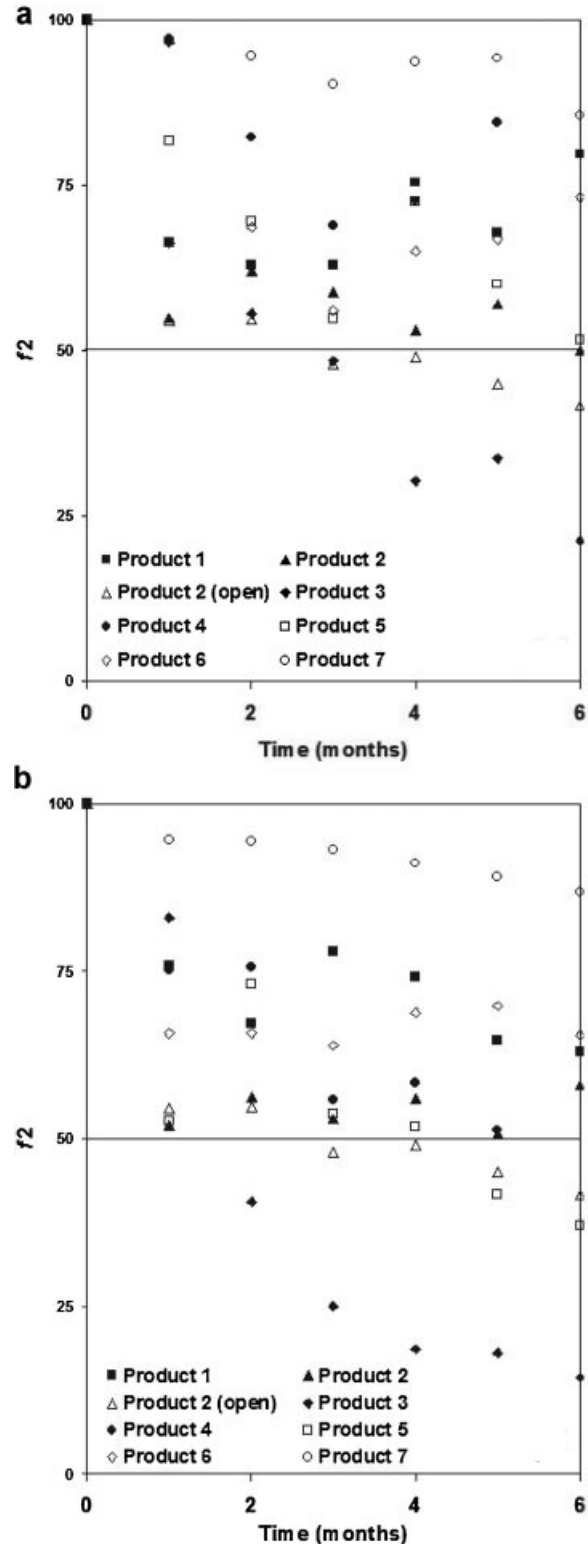 a
100
75
f2
50
25
■ Product 1 ▲ Product 2
△ Product 2 (open) ◆ Product 3
● Product 4 □ Product 5
◇ Product 6 ○ Product 7
0
0 2 4 6
Time (months)
b
100
75
f2
50
25
■ Product 1 ▲ Product 2
△ Product 2 (open) ◆ Product 3
● Product 4 □ Product 5
◇ Product 6 ○ Product 7
0
0 2 4 6
Time (months)